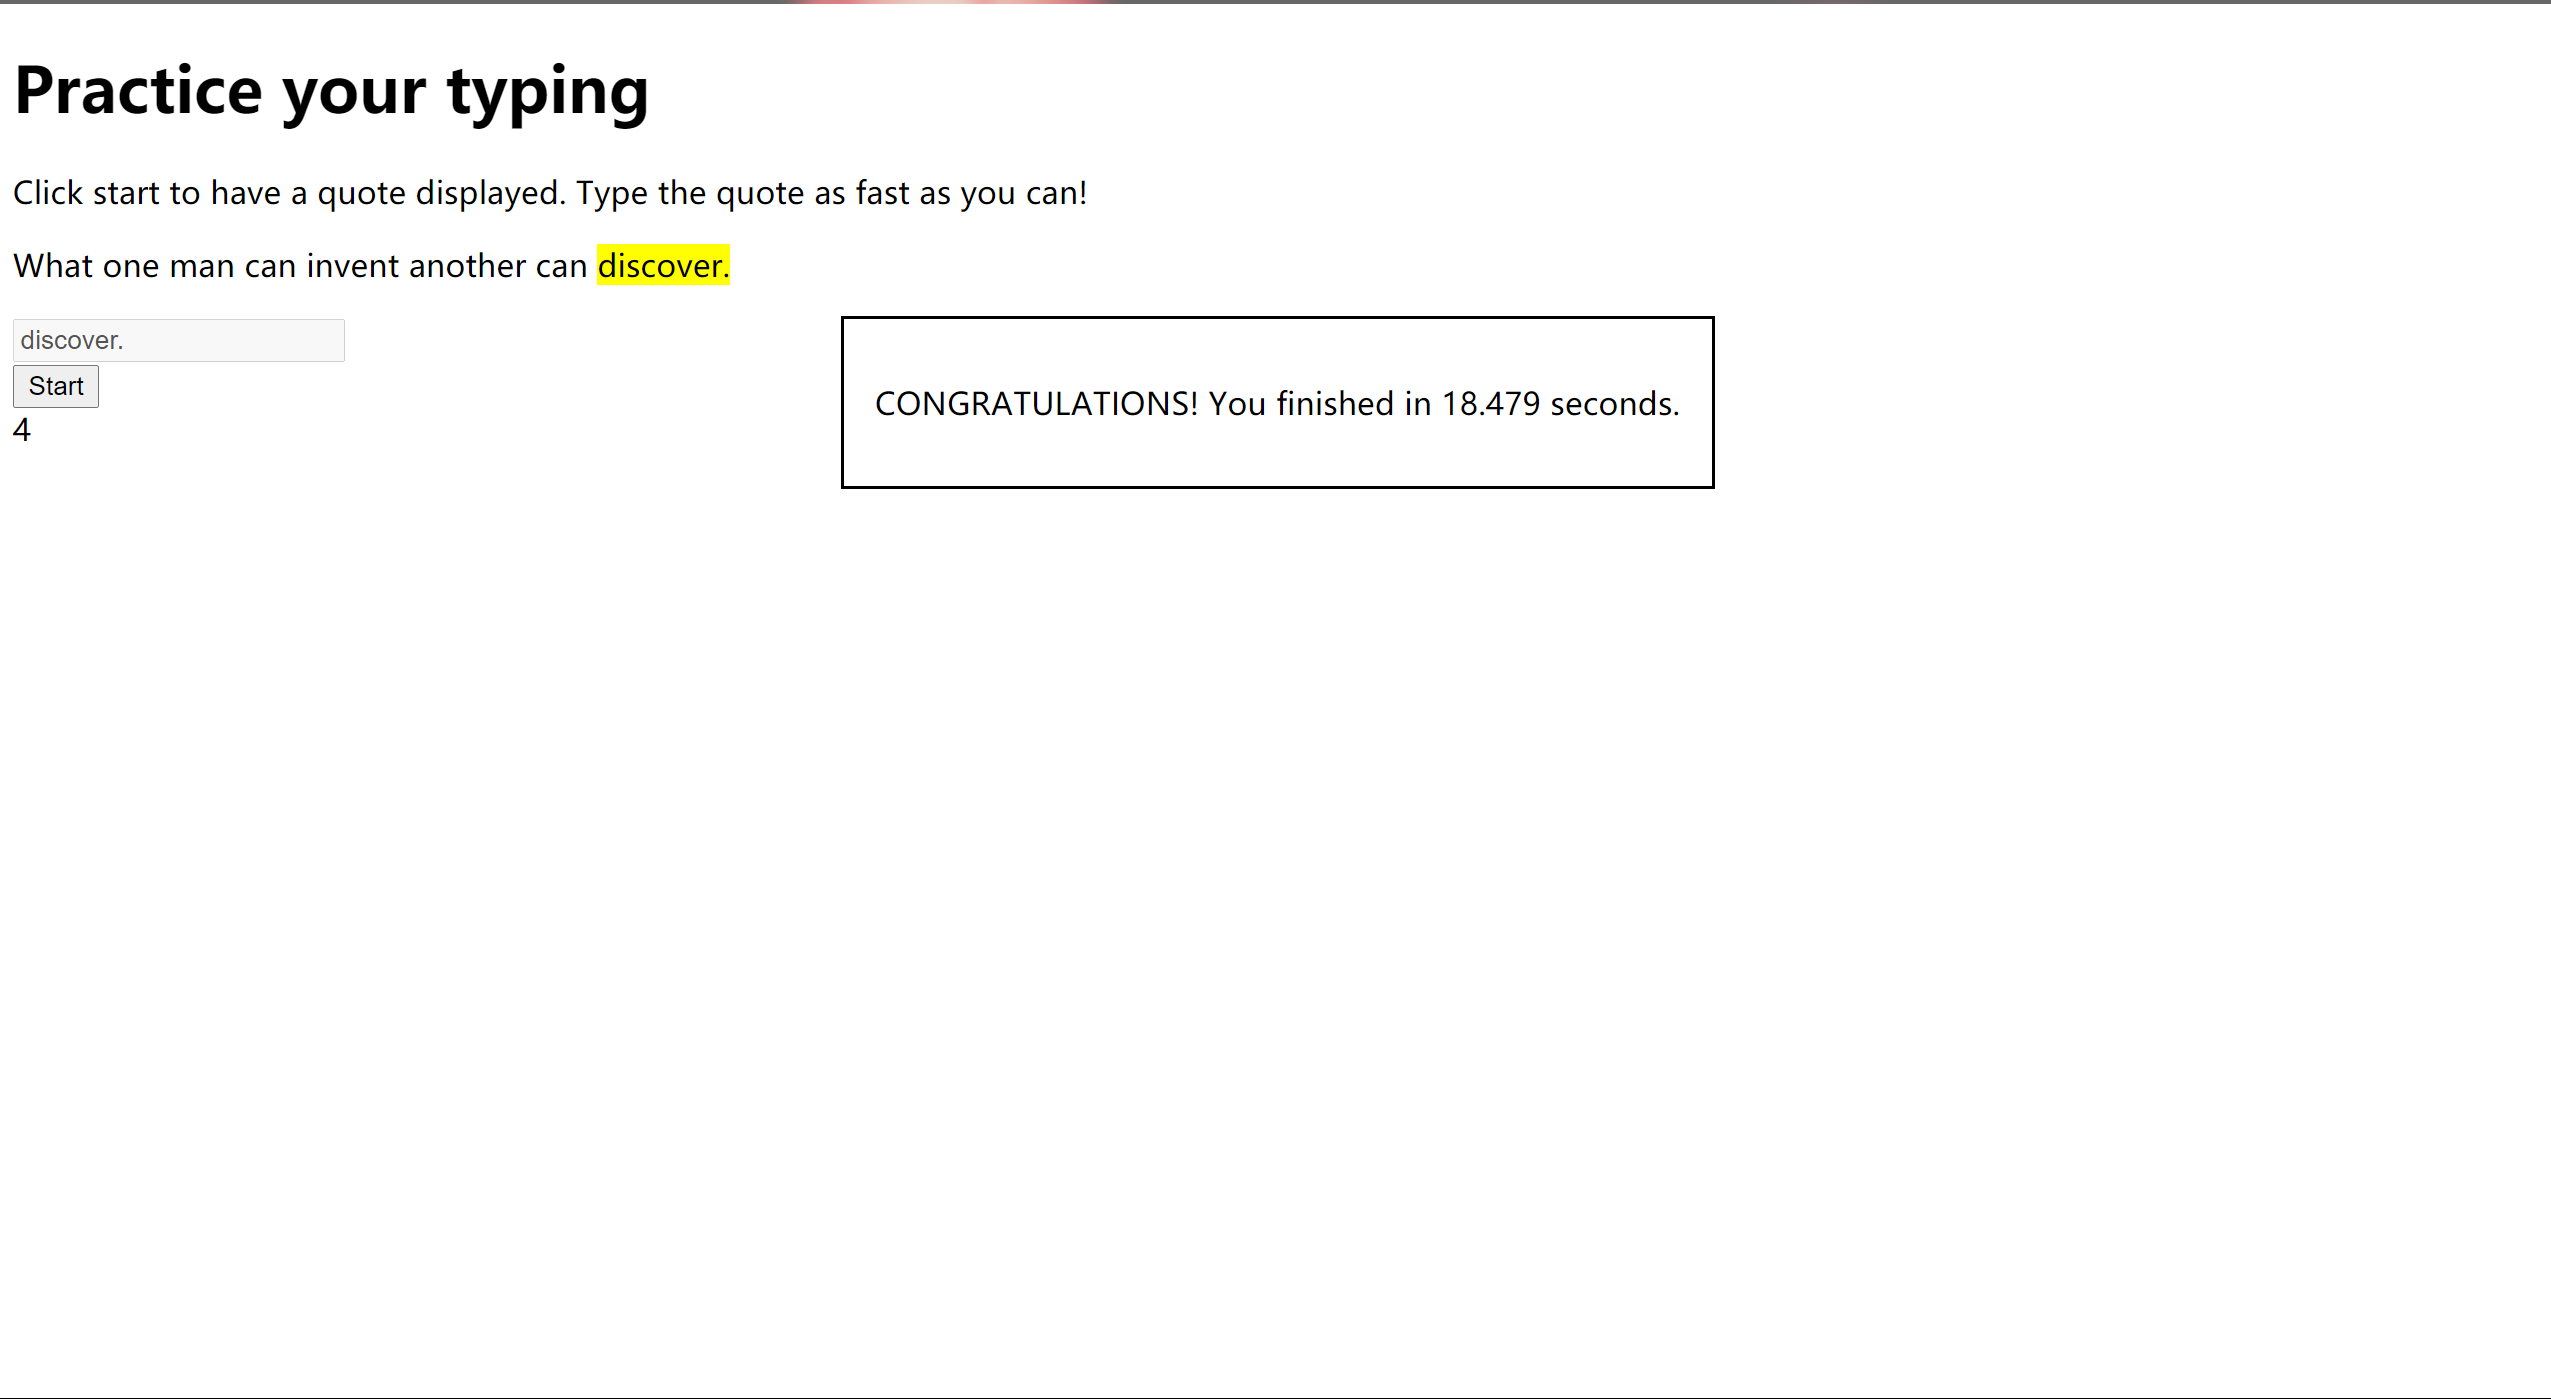 Practice your typing
Click start to have a quote displayed. Type the quote as fast as you can!
What one man can invent another can discover.
discover.
Start
4
CONGRATULATIONS! You finished in 18.479 seconds.